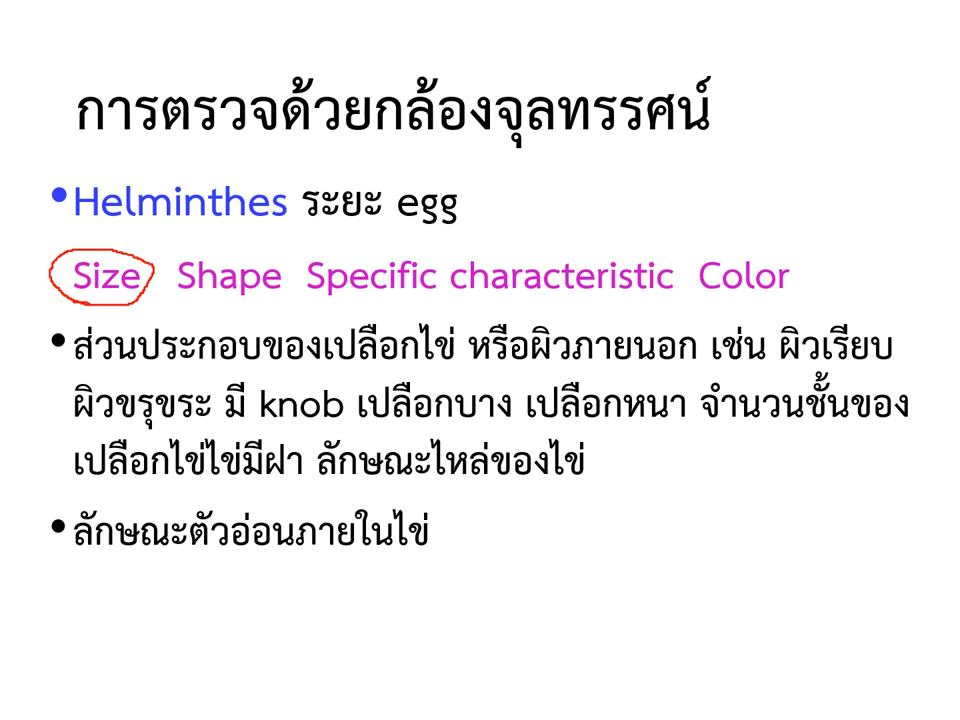 การตรวจด้วยกล้องจุลทรรศน์
•Helminthes ระยะ egg
Size Shape Specific characteristic Color
•ส่วนประกอบของเปลือกไข่ หรือผิวภายนอก เช่น ผิวเรียบ
ผิวขรุขระ มี knob เปลือกบาง เปลือกหนา จำนวนชั้นของ
เปลือกไข่ไข่มีฝา ลักษณะไหล่ของไข่
•ลักษณะตัวอ่อนภายในไข่